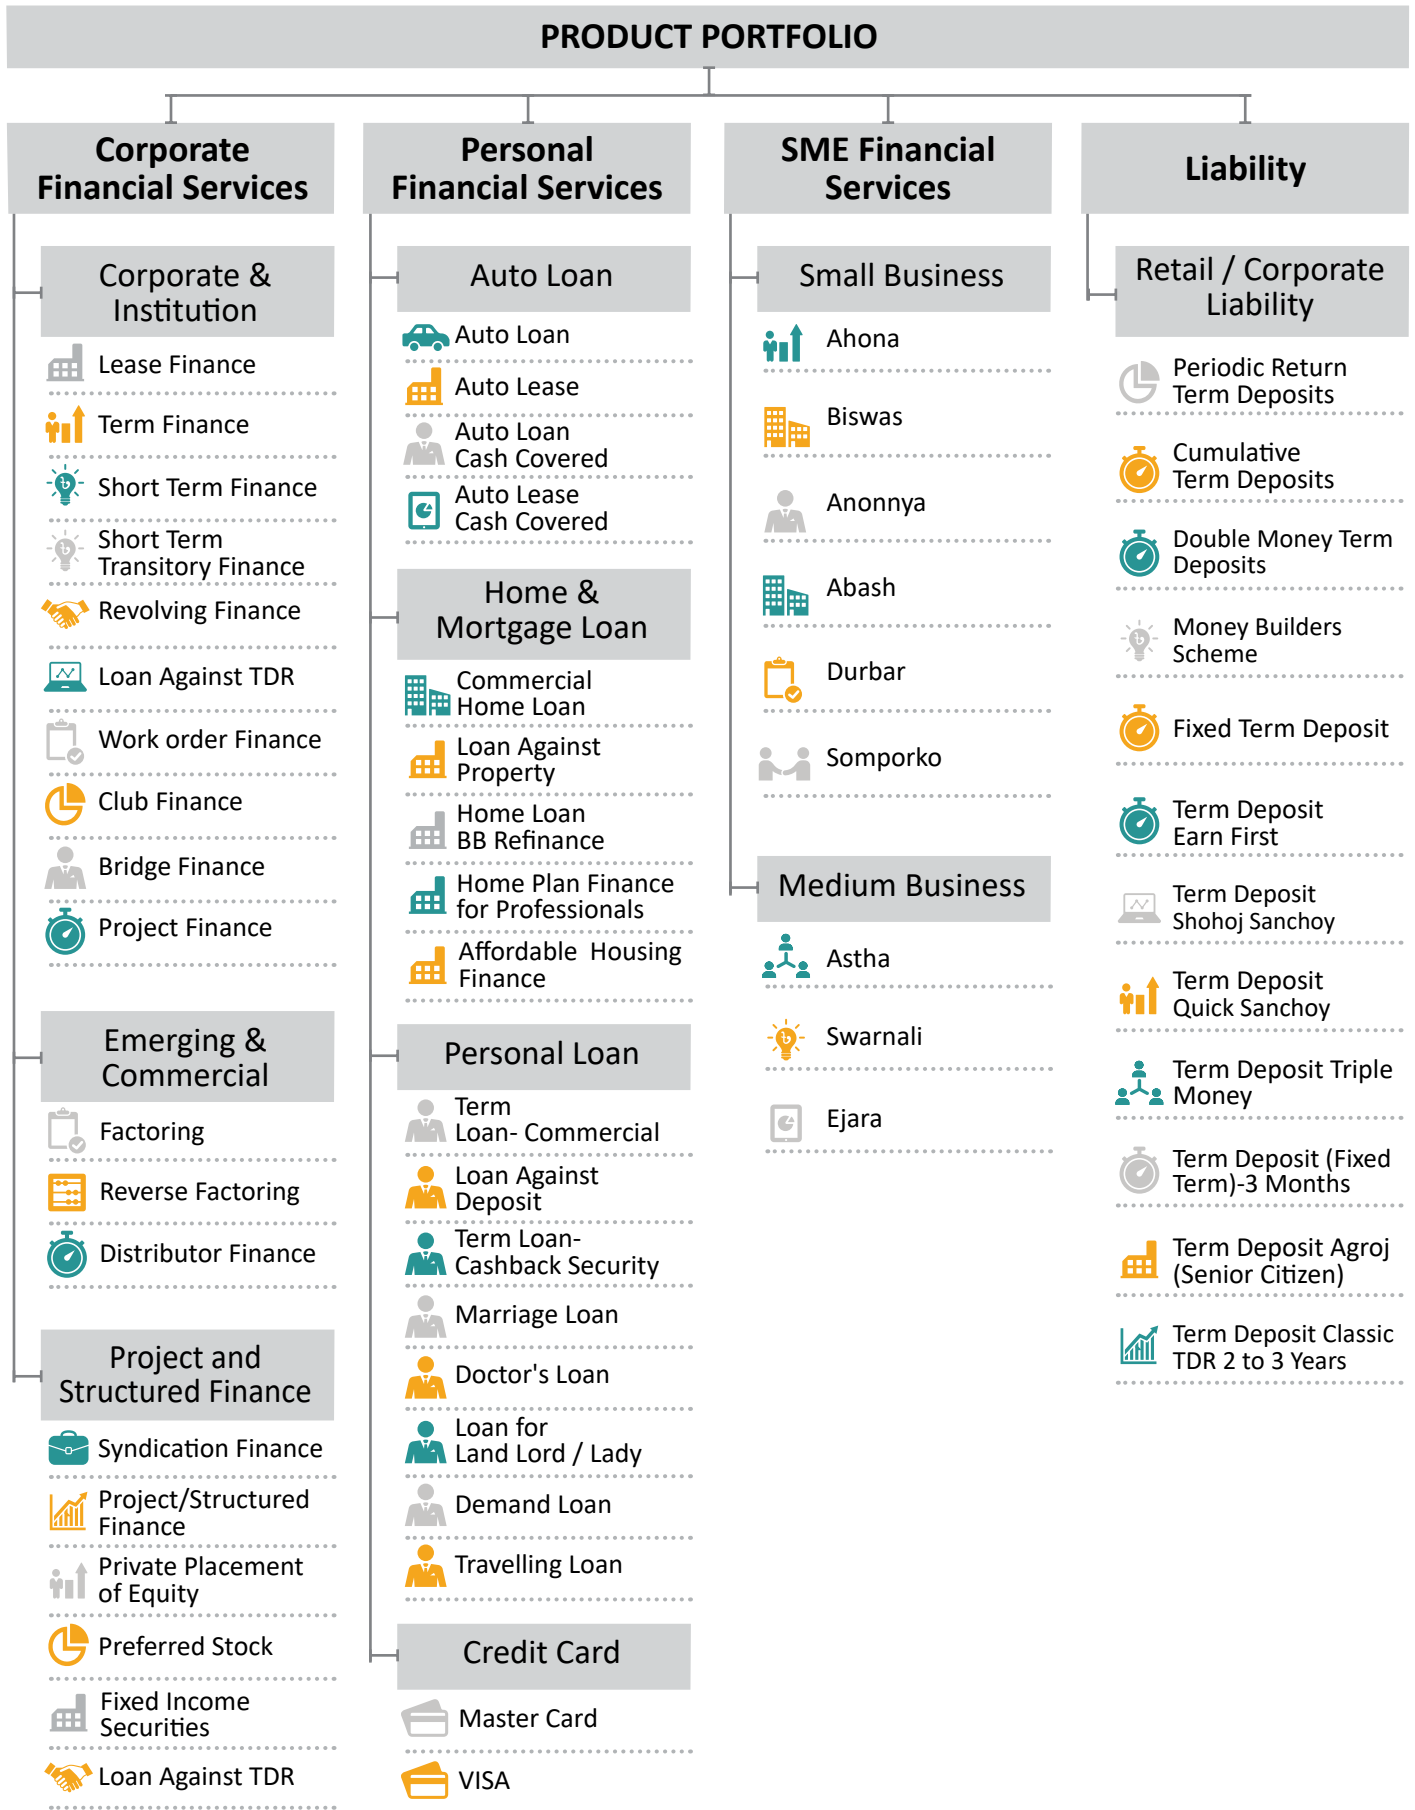 PRODUCT PORTFOLIO
Corporate
Financial Services
Corporate &
Institution
Lease Finance
Term Finance
Short Term Finance
Short Term
Transitory Finance
Revolving Finance
Loan Against TDR
Work order Finance
Club Finance
Bridge Finance
Project Finance
Emerging &
Commercial
Factoring
Reverse Factoring
Distributor Finance
Project and
Structured Finance
Syndication Finance
Project/Structured
Finance
Private Placement
of Equity
Preferred Stock
Fixed Income
Securities
Loan Against TDR
Personal
Financial Services
Auto Loan
Auto Loan
Auto Lease
Auto Loan
Cash Covered
Auto Lease
Cash Covered
Home &
Mortgage Loan
Commercial
Home Loan
Loan Against
Property
Home Loan
BB Refinance
Home Plan Finance
for Professionals
Affordable Housing
Finance
Personal Loan
Term
Loan- Commercial
Loan Against
Deposit
Term Loan-
Cashback Security
Marriage Loan
Doctor's Loan
Loan for
Land Lord / Lady
Demand Loan
Travelling Loan
Credit Card
Master Card
VISA
SME Financial
Services
Small Business
Ahona
Biswas
Anonnya
Abash
Durbar
Somporko
Medium Business
Astha
Swarnali
Ejara
Liability
Retail / Corporate
Liability
Periodic Return
Term Deposits
Cumulative
Term Deposits
Double Money Term
Deposits
Money Builders
Scheme
Fixed Term Deposit
Term Deposit
Earn First
Term Deposit
Shohoj Sanchoy
Term Deposit
Quick Sanchoy
Term Deposit Triple
Money
Term Deposit (Fixed
Term)-3 Months
Term Deposit Agroj
(Senior Citizen)
Term Deposit Classic
TDR 2 to 3 Years